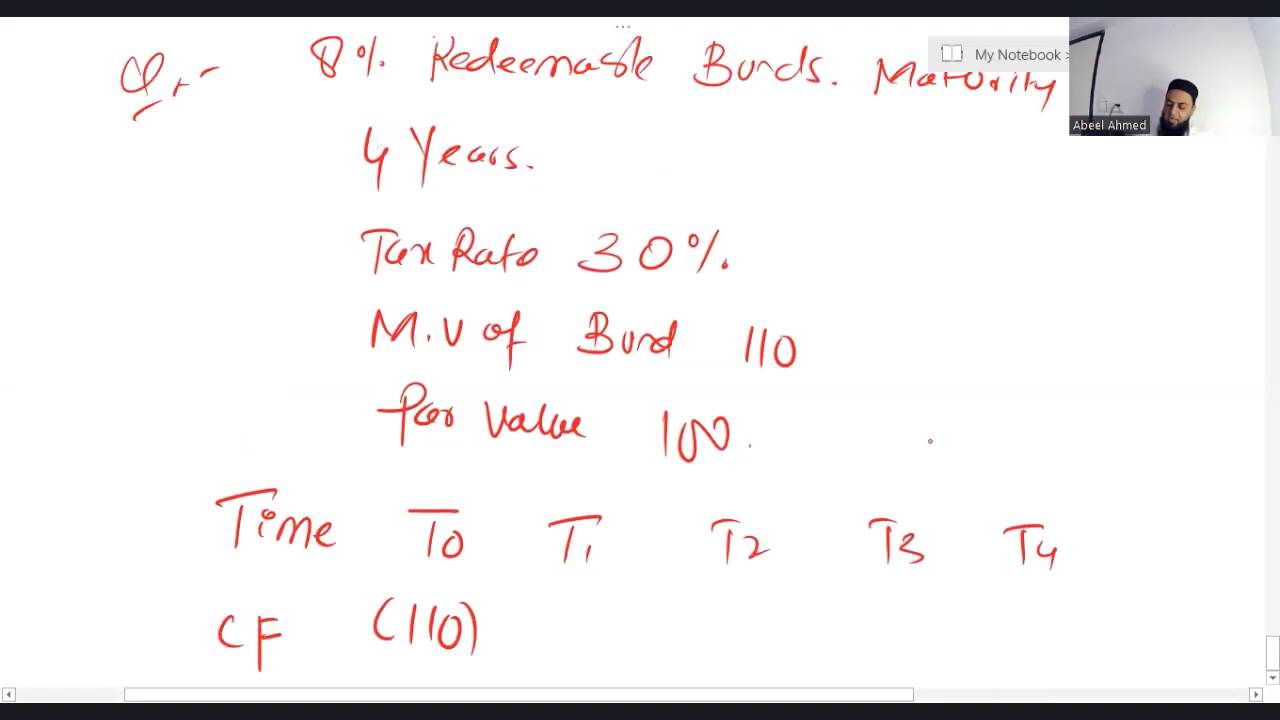 Q:-
8% Redeemable Bonds. Maturity
My Notebook >
Abeel Ahmed
4 Years.
Tax Rate 30%.
M.V of Bond 110
Par Value 100.
Time T0 T1 T2 T3 T4
CF (110)